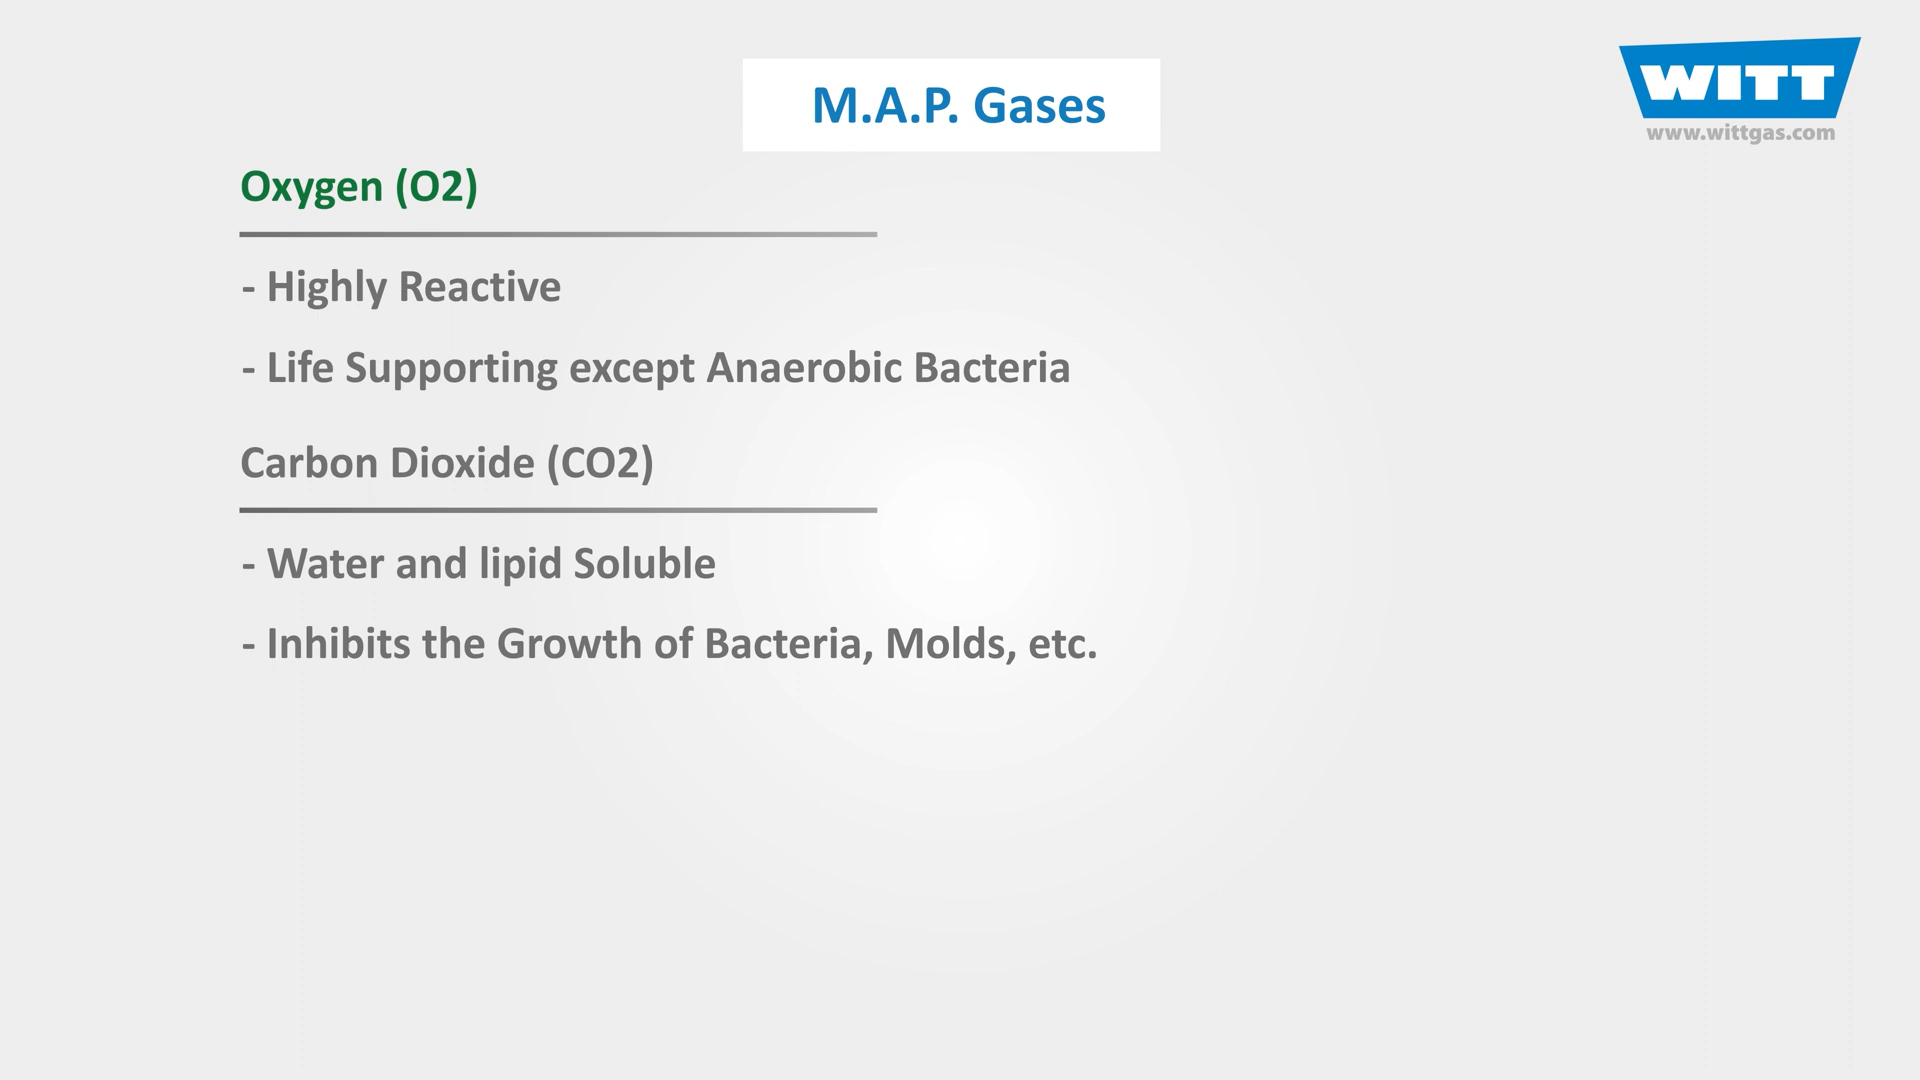 M.A.P. Gases
WITT
www.wittgas.com
Oxygen (O2)
- Highly Reactive
- Life Supporting except Anaerobic Bacteria
Carbon Dioxide (CO2)
- Water and lipid Soluble
- Inhibits the Growth of Bacteria, Molds, etc.